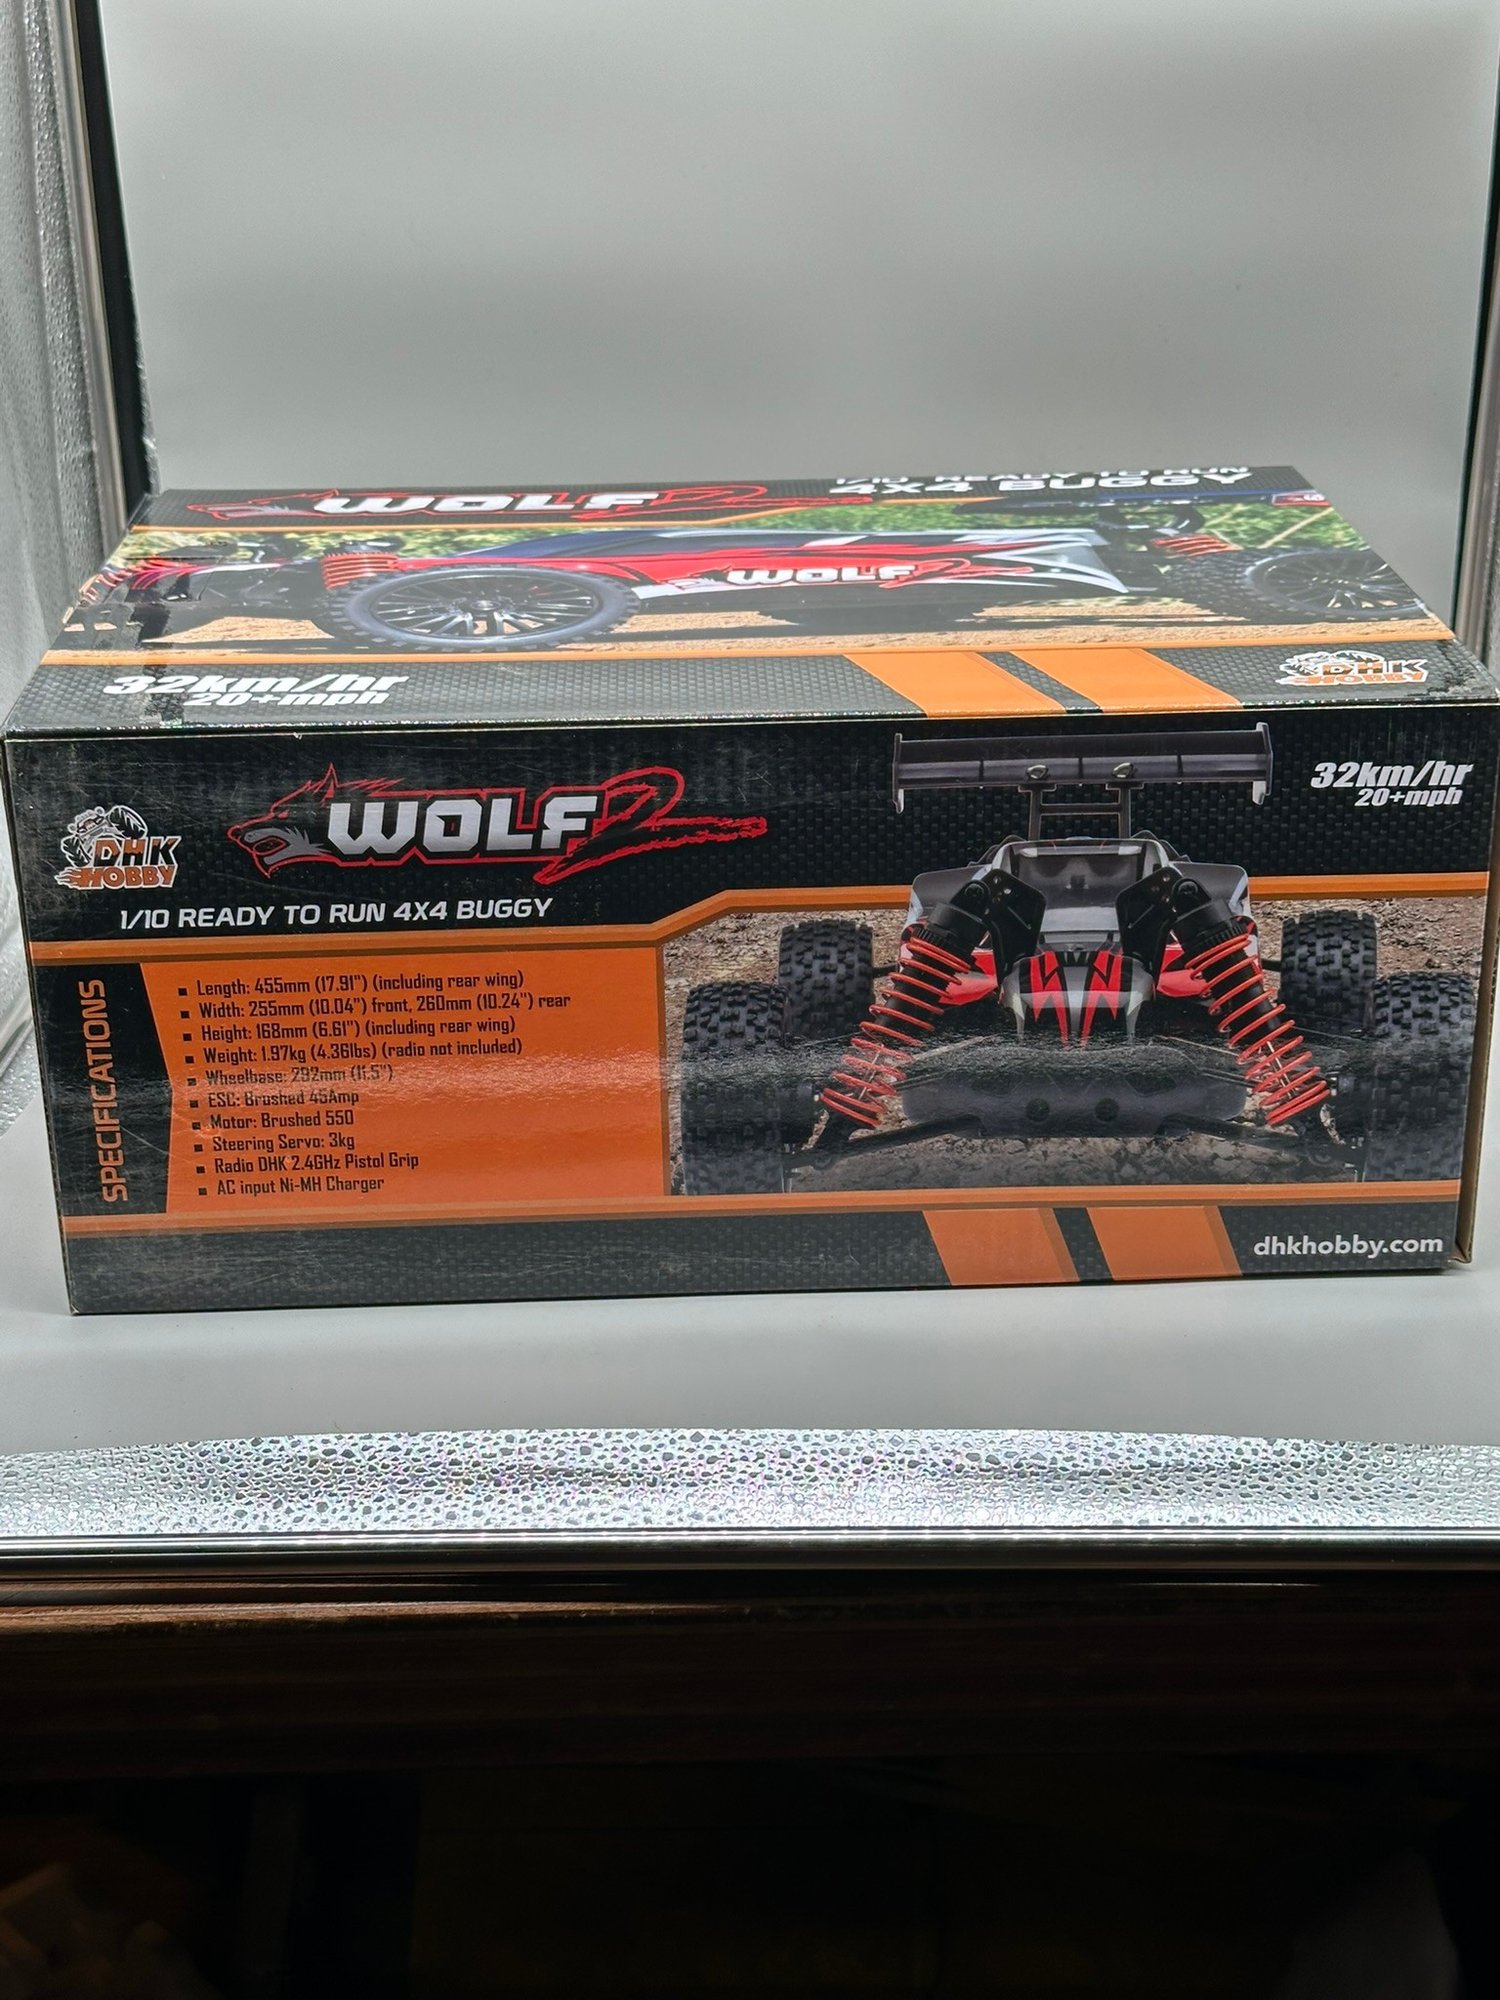 WOLF 2
1/10 READY TO RUN
4X4 BUGGY
WOLF 2
32km/hr
20+mph
DHK
HOBBY
WOLF 2
32km/hr
20+mph
DHK
HOBBY
1/10 READY TO RUN 4X4 BUGGY
SPECIFICATIONS
▪ Length: 455mm (17.91") (including rear wing)
▪ Width: 255mm (10.04") front, 260mm (10.24") rear
▪ Height: 168mm (6.61") (including rear wing)
▪ Weight: 1.97kg (4.36lbs) (radio not included)
▪ Wheelbase: 292mm (11.5")
▪ ESC: Brushed 45Amp
▪ Motor: Brushed 550
▪ Steering Servo: 3kg
▪ Radio DHK 2.4GHz Pistol Grip
▪ AC input Ni-MH Charger
dhkhobby.com